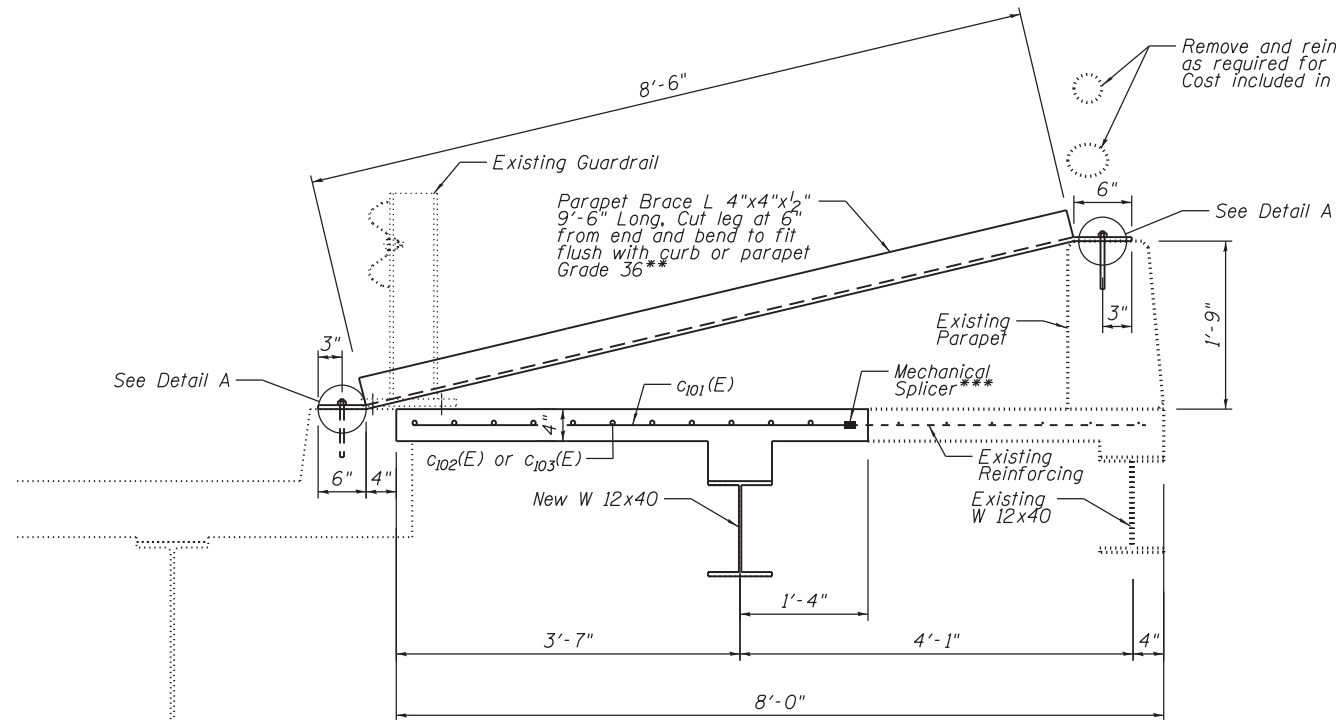 8'-6"
Remove and rein
as required for
Cost included in
Existing Guardrail
Parapet Brace L 4"x4"x1/2"
9'-6" Long, Cut leg at 6"
from end and bend to fit
flush with curb or parapet
Grade 36**
6"
See Detail A
3"
1'-9"
Existing
Parapet
3"
See Detail A
Mechanical
Splicer***
c101(E)
4"
c102(E) or c103(E)
Existing
Reinforcing
6"
4"
New W 12x40
Existing
W 12x40
1'-4"
3'-7"
4'-1"
4"
8'-0"